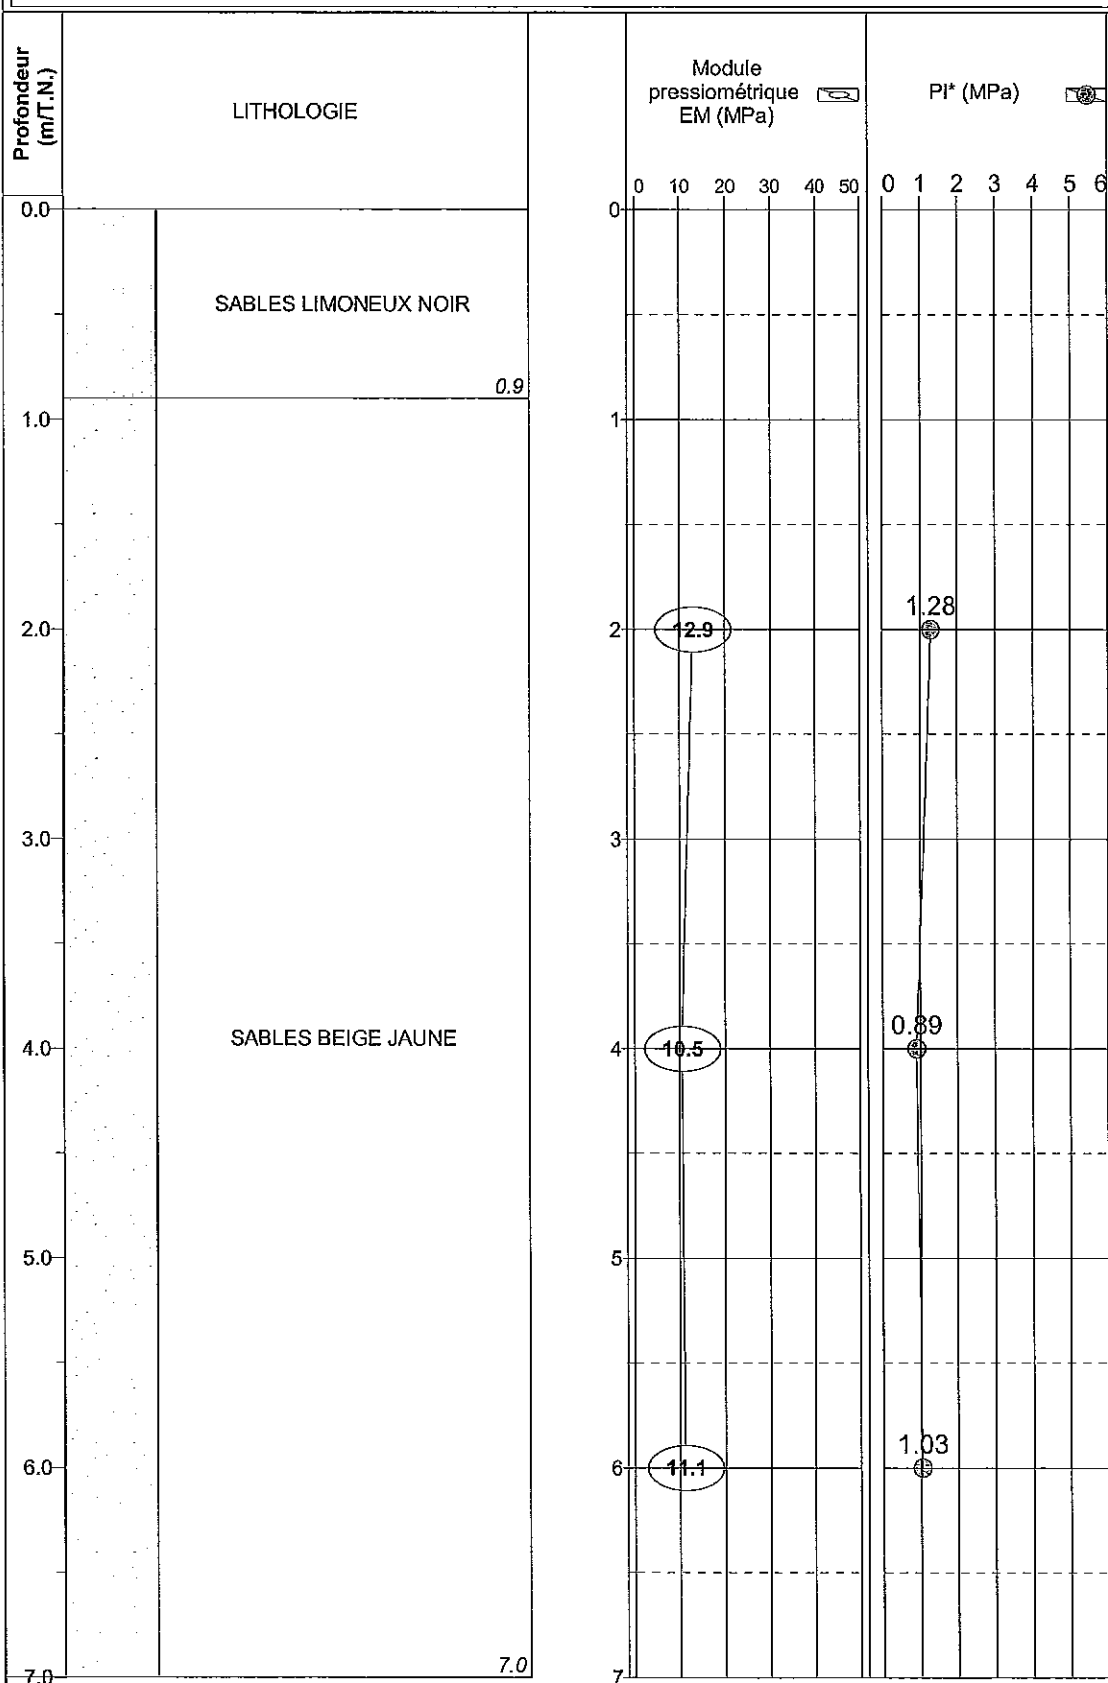 Profondeur
(m/T.N.)
LITHOLOGIE
Module
pressiométrique
EM (MPa)
Pl* (MPa)
0 10 20 30 40 50
0 1 2 3 4 5 6
0.0
0
SABLES LIMONEUX NOIR
0.9
1.0
1
1.28
2.0
2
12.9
3.0
3
0.89
SABLES BEIGE JAUNE
4.0
4
10.5
5.0
5
1.03
6.0
6
11.1
7.0
7.0
7